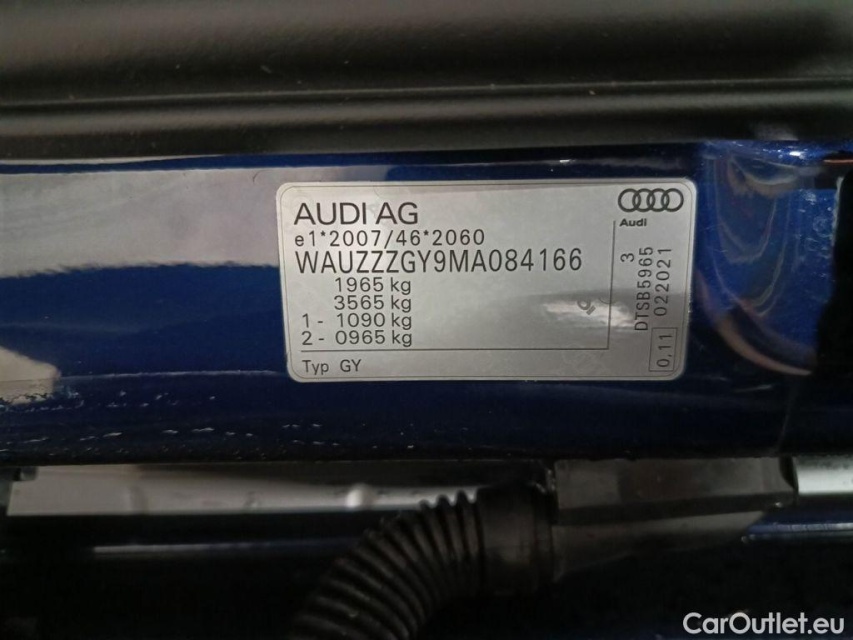 AUDI AG
Audi
e1*2007/46*2060
WAUZZZGY9MA084166
1965 kg
3565 kg
1- 1090 kg
2- 0965 kg
Typ GY
DTSB5965 3
0,11 022021
CarOutlet.eu